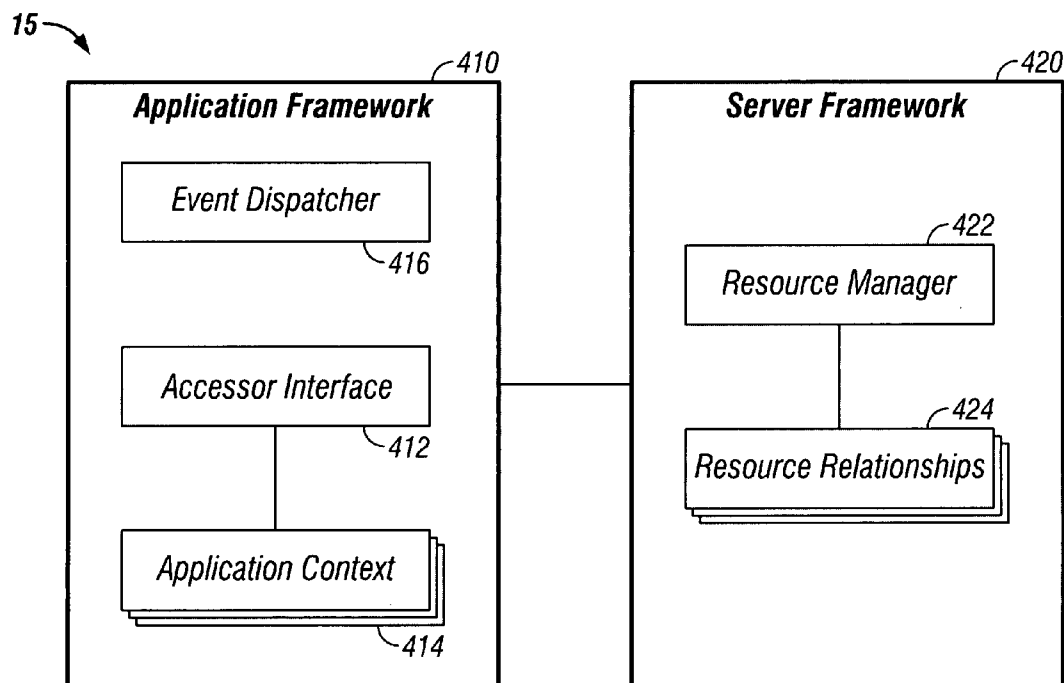 15
410
Application Framework
Event Dispatcher
416
Accessor Interface
412
Application Context
414
420
Server Framework
422
Resource Manager
424
Resource Relationships